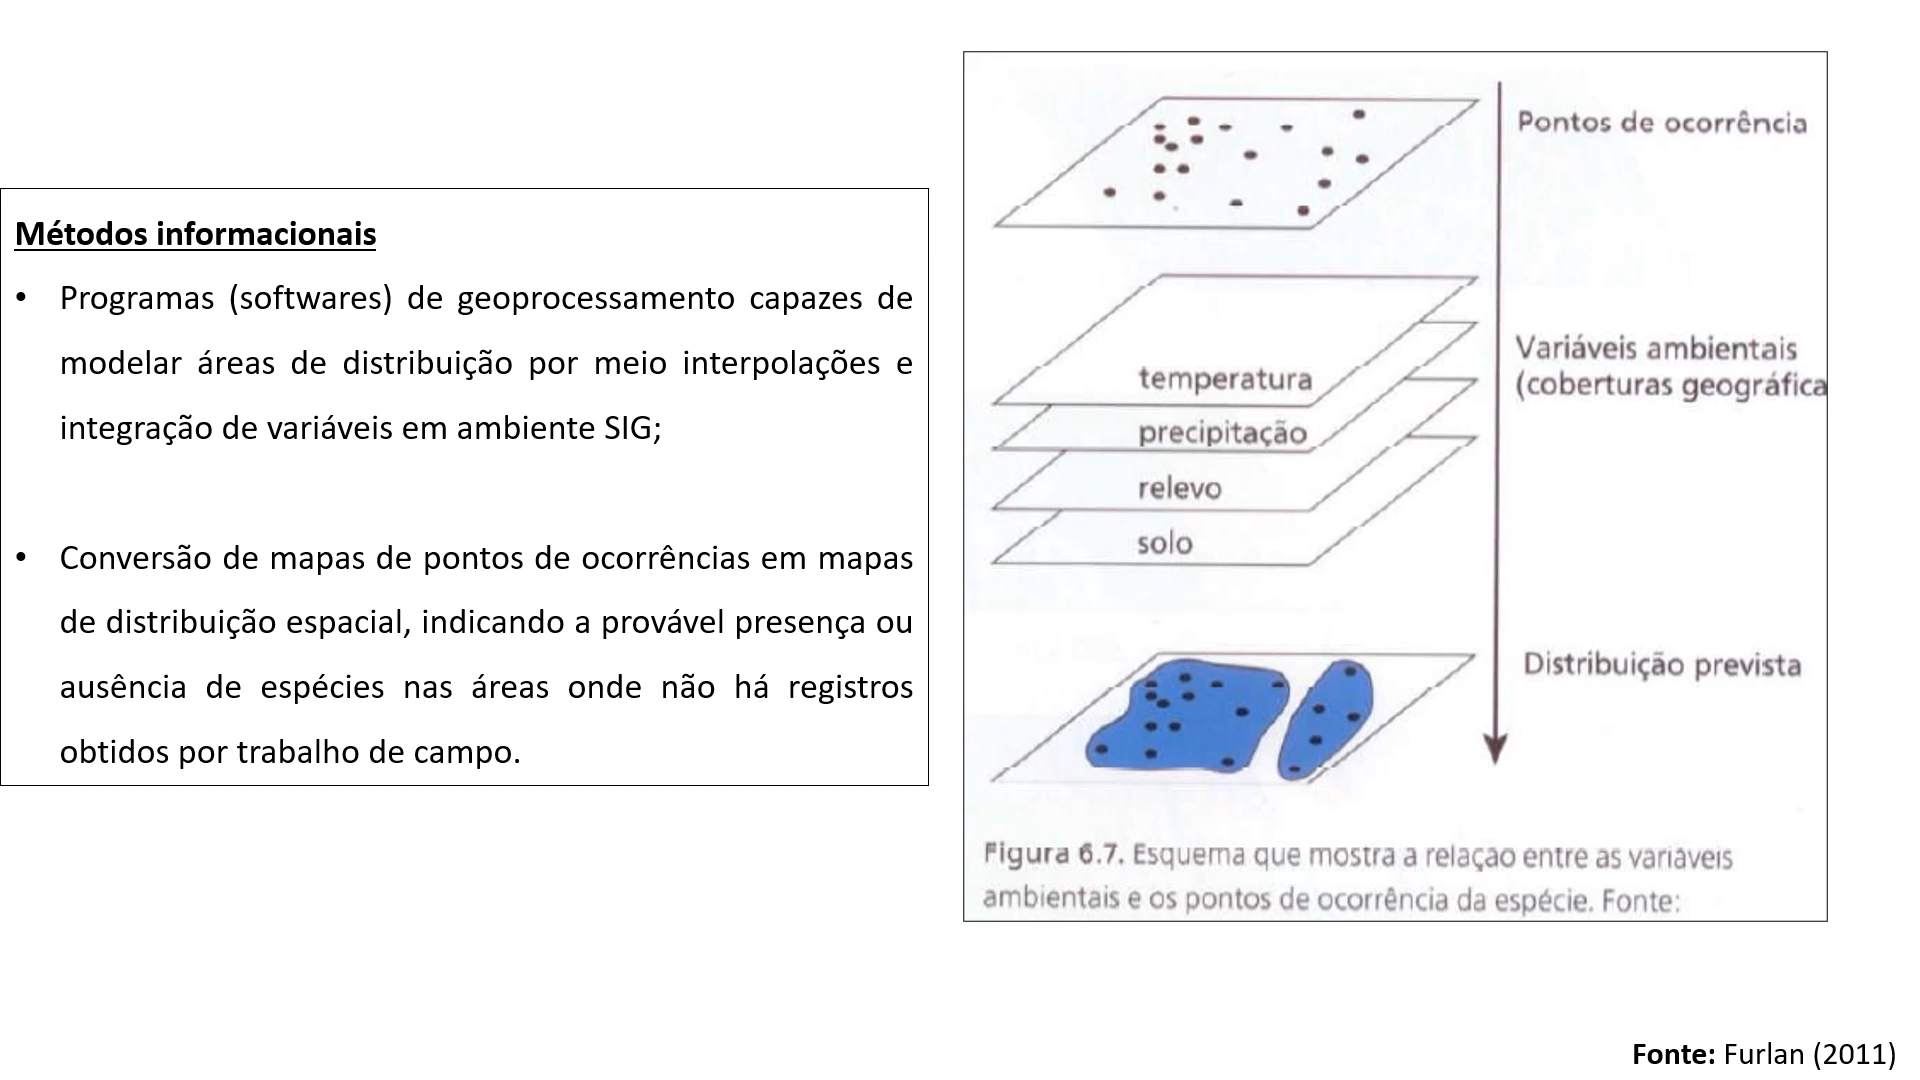 Métodos informacionais
• Programas (softwares) de geoprocessamento capazes de
modelar áreas de distribuição por meio interpolações e
integração de variáveis em ambiente SIG;
• Conversão de mapas de pontos de ocorrências em mapas
de distribuição espacial, indicando a provável presença ou
ausência de espécies nas áreas onde não há registros
obtidos por trabalho de campo.
Pontos de ocorrência
Variáveis ambientais
(coberturas geográfica
temperatura
precipitação
relevo
solo
Distribuição prevista
Figura 6.7. Esquema que mostra a relação entre as variáveis
ambientais e os pontos de ocorrência da espécie. Fonte:
Fonte: Furlan (2011)